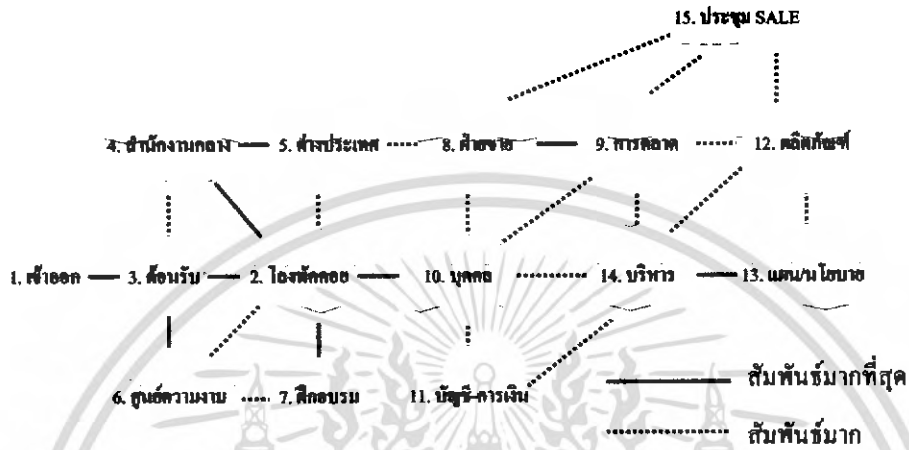 15. ประชุม SALE
4. สำนักงานกลาง 5. ต่างประเทศ 8. ฝ่ายขาย 9. การตลาด 12. ผลิตภัณฑ์
1. เข้าออก 3. ต้อนรับ 2. โถงพักคอย 10. บุคคล 14. บริหาร 13. แผน/นโยบาย
6. ศูนย์ความงาม 7. ฝึกอบรม 11. บัญชี-การเงิน
สัมพันธ์มากที่สุด
สัมพันธ์มาก